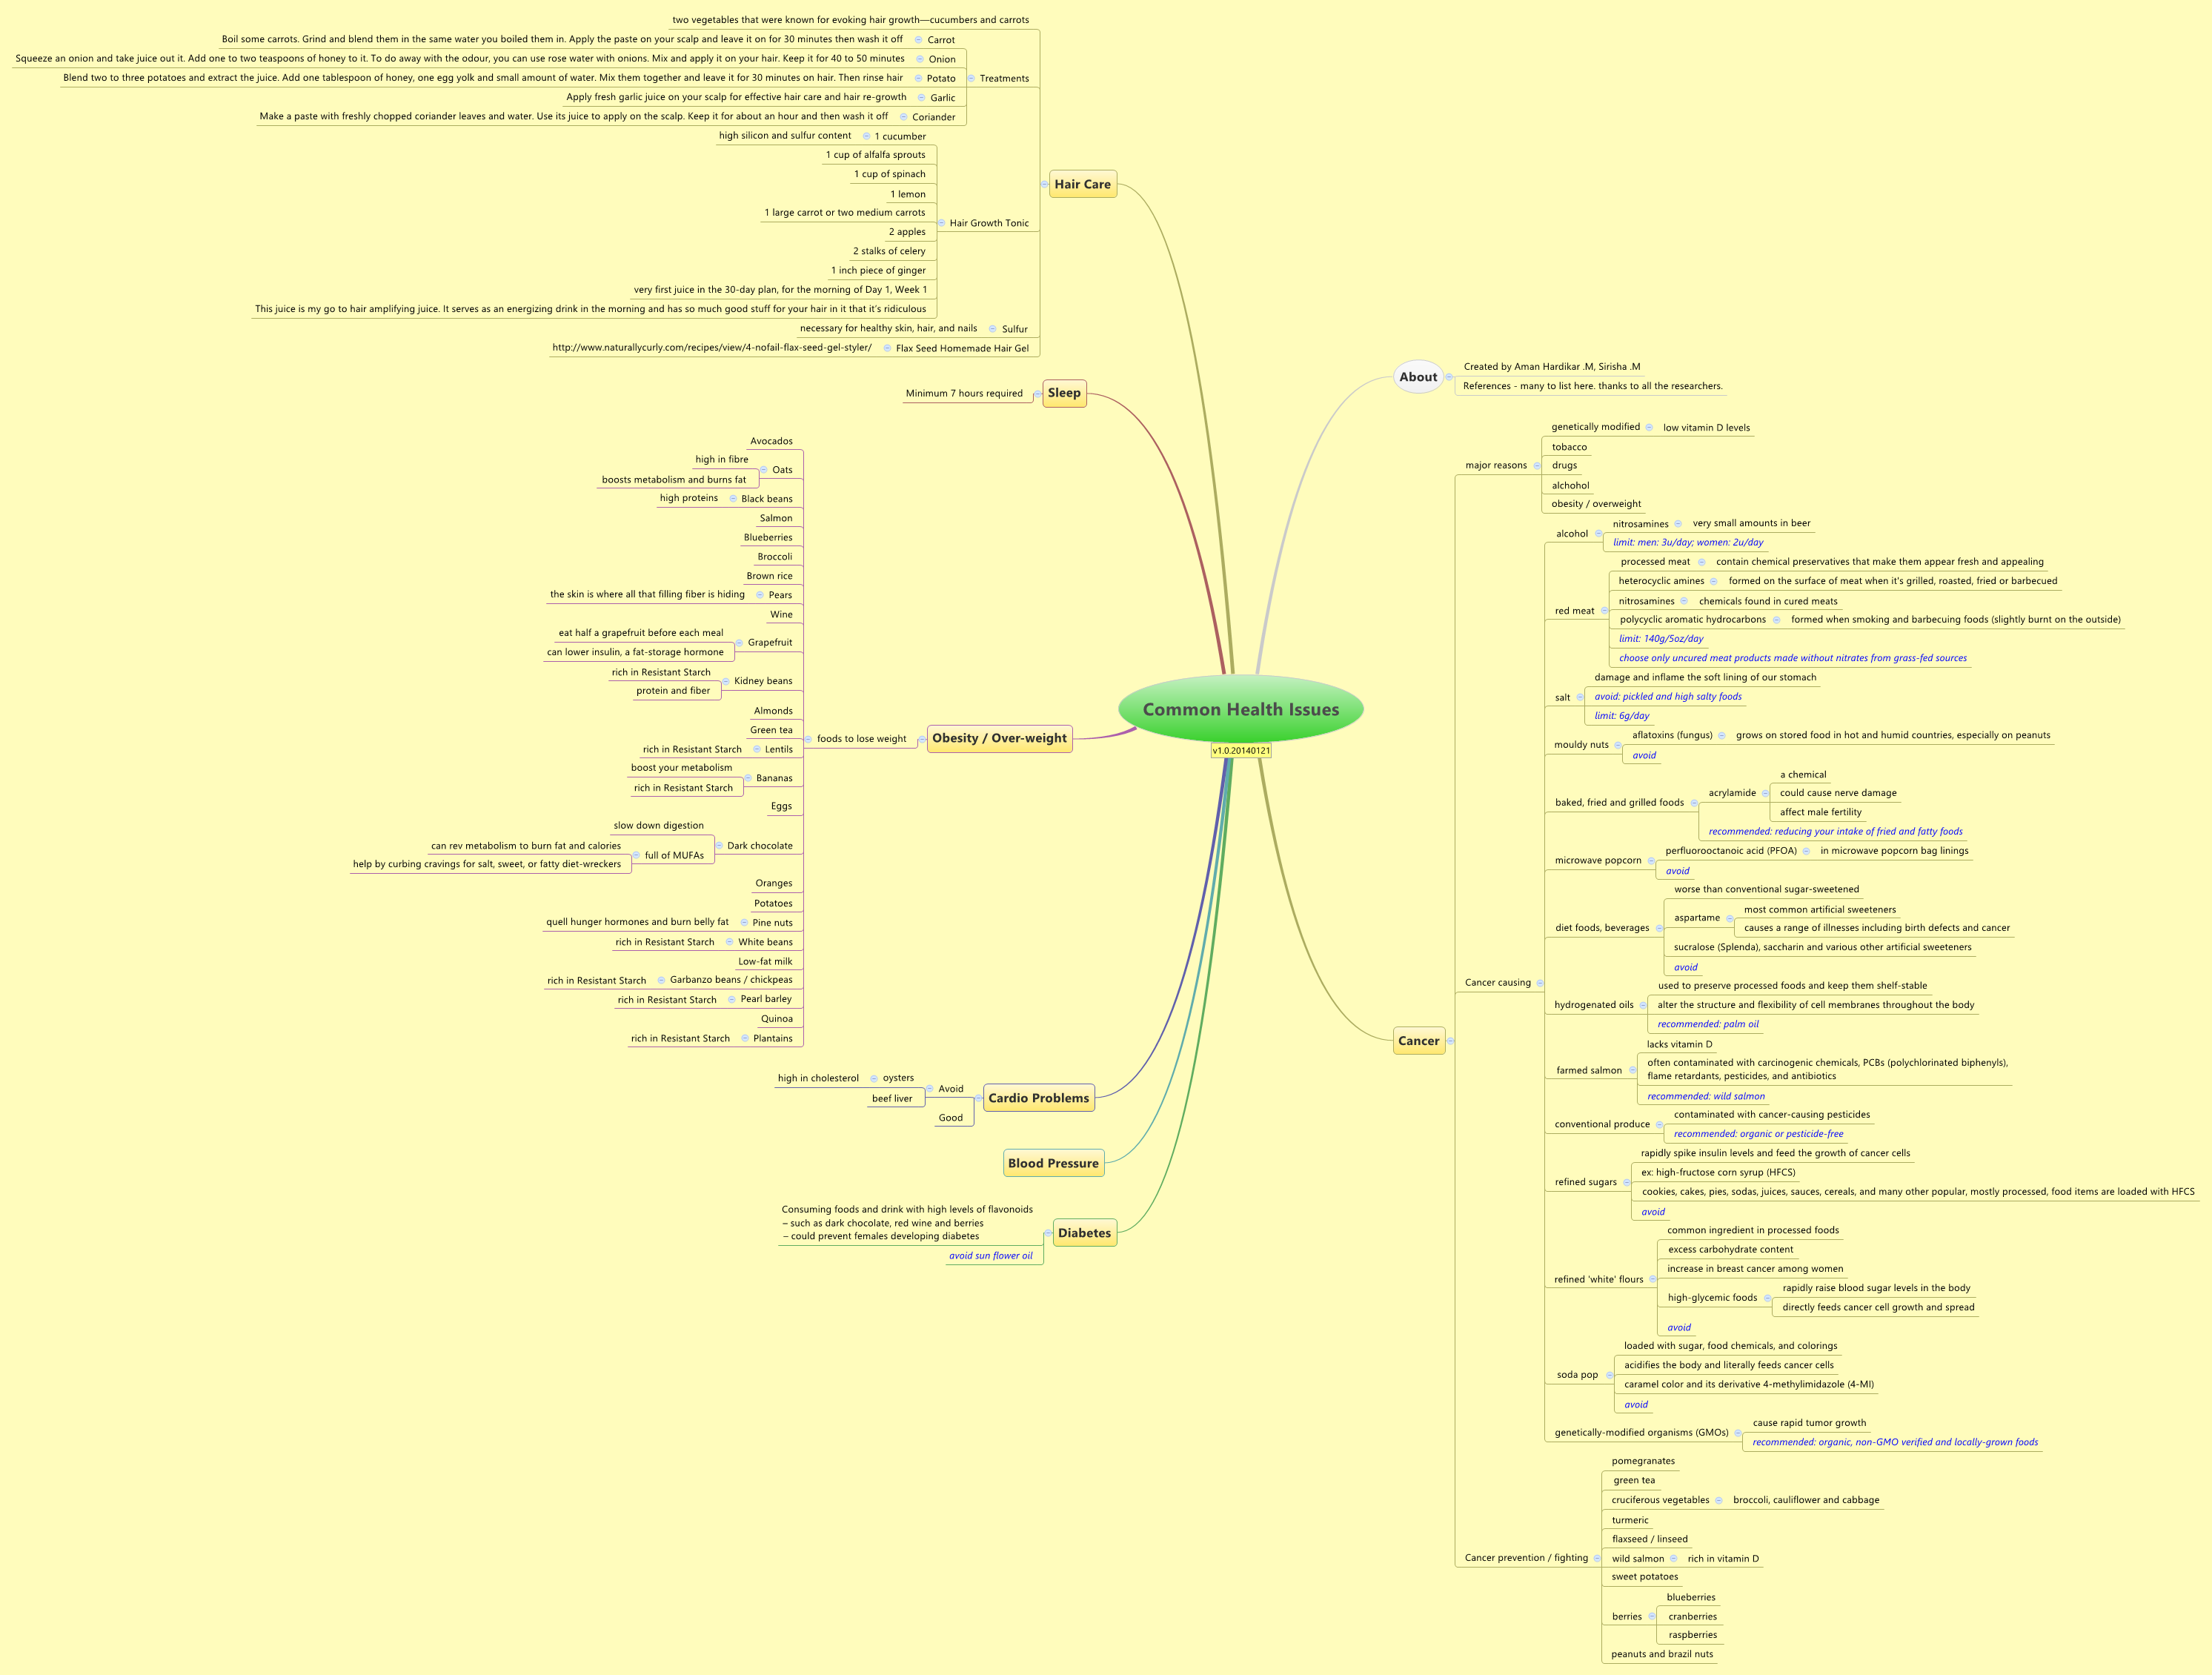 two vegetables that were known for evoking hair growth—cucumbers and carrots
Boil some carrots. Grind and blend them in the same water you boiled them in. Apply the paste on your scalp and leave it on for 30 minutes then wash it off
Carrot
Squeeze an onion and take juice out it. Add one to two teaspoons of honey to it. To do away with the odour, you can use rose water with onions. Mix and apply it on your hair. Keep it for 40 to 50 minutes
Onion
Blend two to three potatoes and extract the juice. Add one tablespoon of honey, one egg yolk and small amount of water. Mix them together and leave it for 30 minutes on hair. Then rinse hair
Potato
Treatments
Apply fresh garlic juice on your scalp for effective hair care and hair re-growth
Garlic
Make a paste with freshly chopped coriander leaves and water. Use its juice to apply on the scalp. Keep it for about an hour and then wash it off
Coriander
high silicon and sulfur content
1 cucumber
1 cup of alfalfa sprouts
1 cup of spinach
1 lemon
1 large carrot or two medium carrots
Hair Growth Tonic
2 apples
2 stalks of celery
1 inch piece of ginger
very first juice in the 30-day plan, for the morning of Day 1, Week 1
This juice is my go to hair amplifying juice. It serves as an energizing drink in the morning and has so much good stuff for your hair in it that it's ridiculous
necessary for healthy skin, hair, and nails
Sulfur
http://www.naturallycurly.com/recipes/view/4-nofail-flax-seed-gel-styler/
Flax Seed Homemade Hair Gel
Hair Care
Minimum 7 hours required
Sleep
Avocados
high in fibre
Oats
boosts metabolism and burns fat
high proteins
Black beans
Salmon
Blueberries
Broccoli
Brown rice
the skin is where all that filling fiber is hiding
Pears
Wine
eat half a grapefruit before each meal
Grapefruit
can lower insulin, a fat-storage hormone
rich in Resistant Starch
Kidney beans
protein and fiber
Almonds
Green tea
foods to lose weight
Obesity / Over-weight
rich in Resistant Starch
Lentils
boost your metabolism
Bananas
rich in Resistant Starch
Eggs
slow down digestion
Dark chocolate
can rev metabolism to burn fat and calories
full of MUFAs
help by curbing cravings for salt, sweet, or fatty diet-wreckers
Oranges
Potatoes
quell hunger hormones and burn belly fat
Pine nuts
rich in Resistant Starch
White beans
Low-fat milk
rich in Resistant Starch
Garbanzo beans / chickpeas
rich in Resistant Starch
Pearl barley
Quinoa
rich in Resistant Starch
Plantains
high in cholesterol
oysters
Avoid
beef liver
Good
Cardio Problems
Blood Pressure
Consuming foods and drink with high levels of flavonoids
– such as dark chocolate, red wine and berries
– could prevent females developing diabetes
avoid sun flower oil
Diabetes
Common Health Issues
v1.0.20140121
About
Created by Aman Hardikar .M, Sirisha .M
References - many to list here. thanks to all the researchers.
Cancer
major reasons
genetically modified
low vitamin D levels
tobacco
drugs
alchohol
obesity / overweight
Cancer causing
alcohol
nitrosamines
very small amounts in beer
limit: men: 3u/day; women: 2u/day
red meat
processed meat
contain chemical preservatives that make them appear fresh and appealing
heterocyclic amines
formed on the surface of meat when it's grilled, roasted, fried or barbecued
nitrosamines
chemicals found in cured meats
polycyclic aromatic hydrocarbons
formed when smoking and barbecuing foods (slightly burnt on the outside)
limit: 140g/5oz/day
choose only uncured meat products made without nitrates from grass-fed sources
salt
damage and inflame the soft lining of our stomach
avoid: pickled and high salty foods
limit: 6g/day
mouldy nuts
aflatoxins (fungus)
grows on stored food in hot and humid countries, especially on peanuts
avoid
baked, fried and grilled foods
acrylamide
a chemical
could cause nerve damage
affect male fertility
recommended: reducing your intake of fried and fatty foods
microwave popcorn
perfluorooctanoic acid (PFOA)
in microwave popcorn bag linings
avoid
diet foods, beverages
worse than conventional sugar-sweetened
aspartame
most common artificial sweeteners
causes a range of illnesses including birth defects and cancer
sucralose (Splenda), saccharin and various other artificial sweeteners
avoid
hydrogenated oils
used to preserve processed foods and keep them shelf-stable
alter the structure and flexibility of cell membranes throughout the body
recommended: palm oil
farmed salmon
lacks vitamin D
often contaminated with carcinogenic chemicals, PCBs (polychlorinated biphenyls),
flame retardants, pesticides, and antibiotics
recommended: wild salmon
conventional produce
contaminated with cancer-causing pesticides
recommended: organic or pesticide-free
refined sugars
rapidly spike insulin levels and feed the growth of cancer cells
ex: high-fructose corn syrup (HFCS)
cookies, cakes, pies, sodas, juices, sauces, cereals, and many other popular, mostly processed, food items are loaded with HFCS
avoid
refined 'white' flours
common ingredient in processed foods
excess carbohydrate content
increase in breast cancer among women
high-glycemic foods
rapidly raise blood sugar levels in the body
directly feeds cancer cell growth and spread
avoid
soda pop
loaded with sugar, food chemicals, and colorings
acidifies the body and literally feeds cancer cells
caramel color and its derivative 4-methylimidazole (4-MI)
avoid
genetically-modified organisms (GMOs)
cause rapid tumor growth
recommended: organic, non-GMO verified and locally-grown foods
Cancer prevention / fighting
pomegranates
green tea
cruciferous vegetables
broccoli, cauliflower and cabbage
turmeric
flaxseed / linseed
wild salmon
rich in vitamin D
sweet potatoes
berries
blueberries
cranberries
raspberries
peanuts and brazil nuts